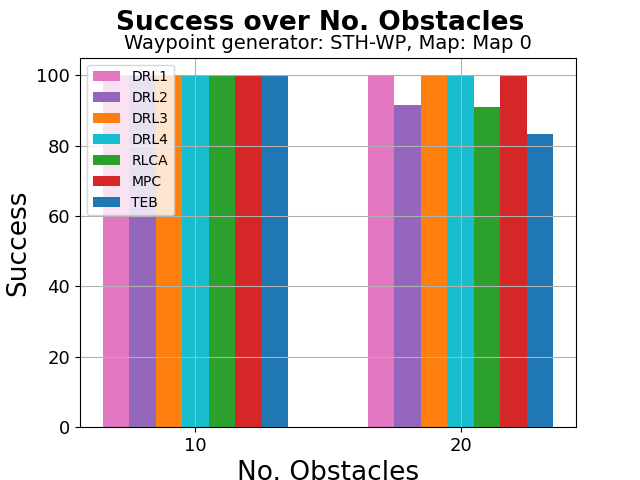 Success over No. Obstacles
Waypoint generator: STH-WP, Map: Map 0
100
80
60
40
20
0
Success
DRL1
DRL2
DRL3
DRL4
RLCA
MPC
TEB
10
20
No. Obstacles